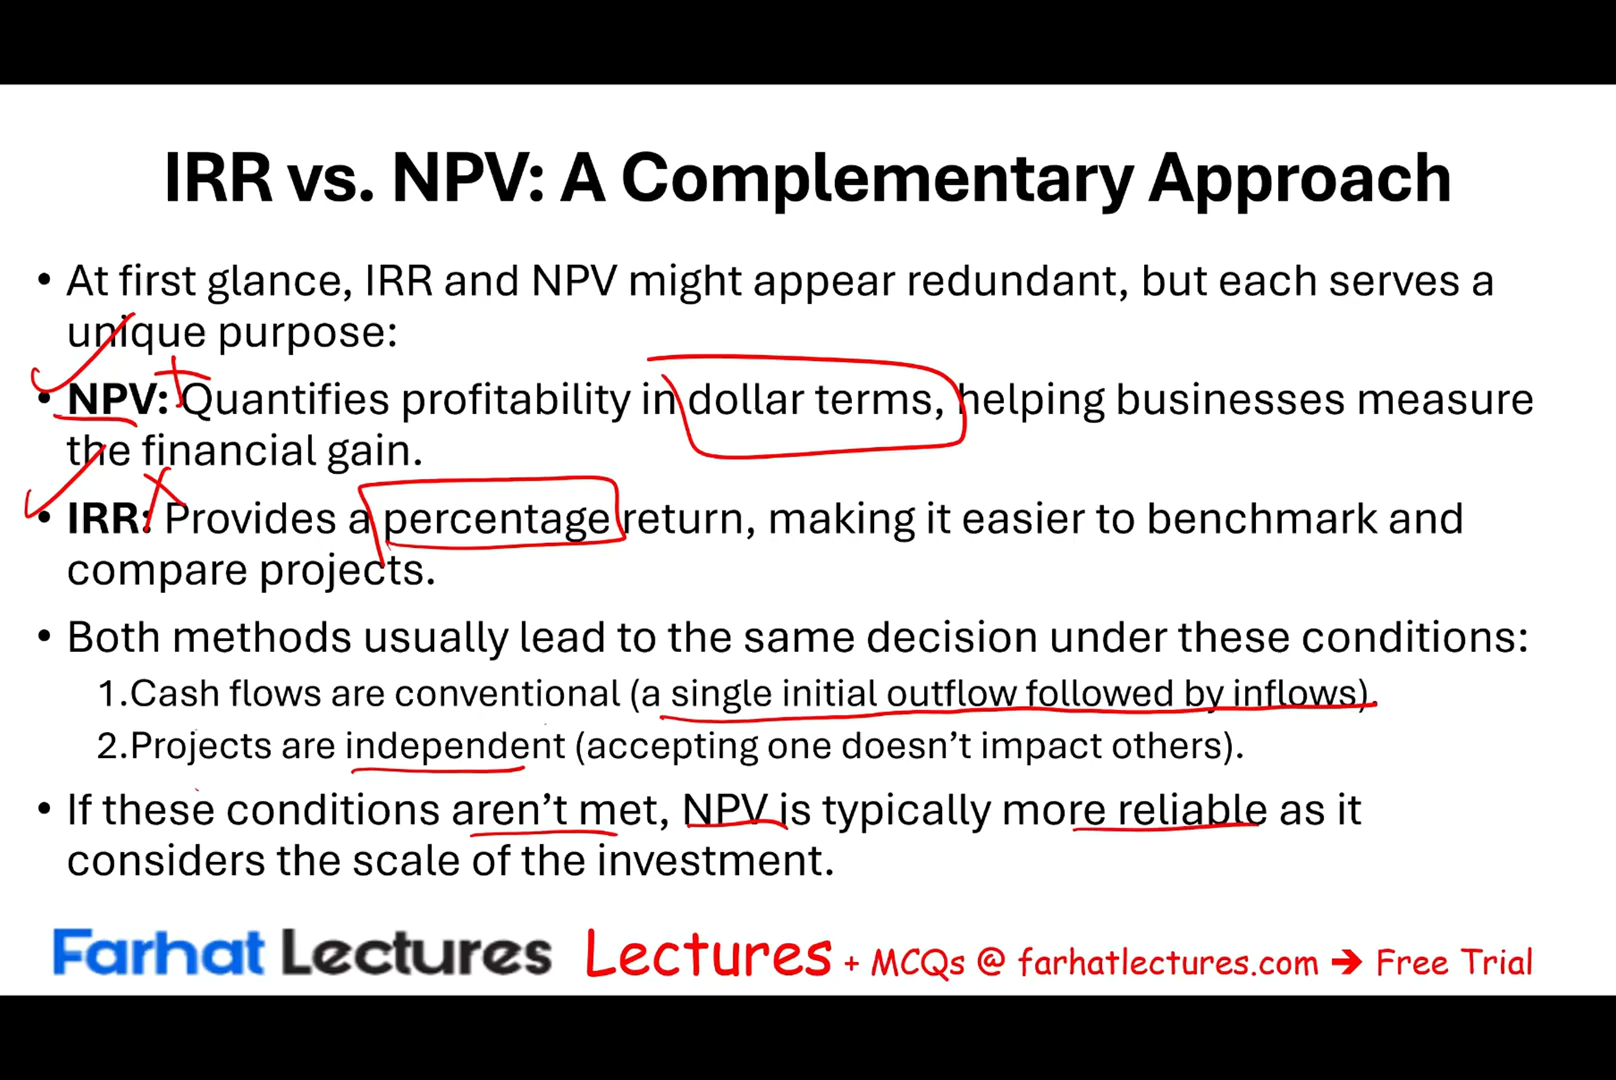 IRR vs. NPV: A Complementary Approach
• At first glance, IRR and NPV might appear redundant, but each serves a
unique purpose:
• NPV: Quantifies profitability in dollar terms, helping businesses measure
the financial gain.
• IRR: Provides a percentage return, making it easier to benchmark and
compare projects.
• Both methods usually lead to the same decision under these conditions:
1.Cash flows are conventional (a single initial outflow followed by inflows).
2.Projects are independent (accepting one doesn't impact others).
• If these conditions aren't met, NPV is typically more reliable as it
considers the scale of the investment.
Farhat Lectures Lectures + MCQs @ farhatlectures.com → Free Trial